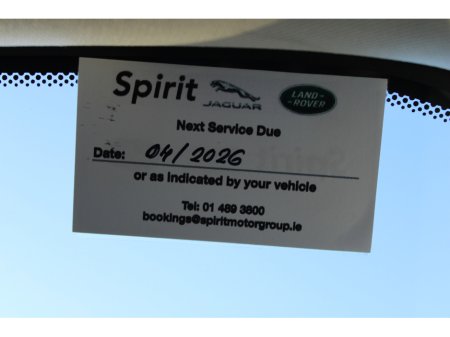 Spirit JAGUAR LAND ROVER
Next Service Due
Date: 04/2026
or as indicated by your vehicle
Tel: 01 489 3800
bookings@spiritmotorgroup.ie